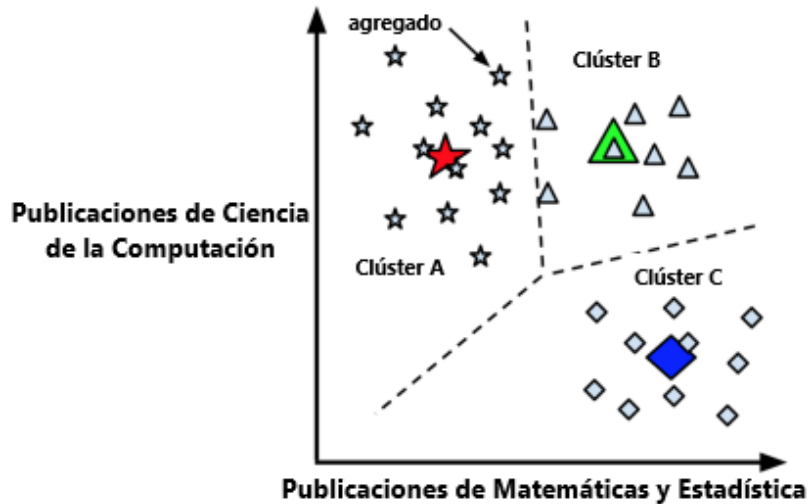 agregado
Clúster B
Publicaciones de Ciencia
de la Computación
Clúster A
Clúster C
Publicaciones de Matemáticas y Estadística